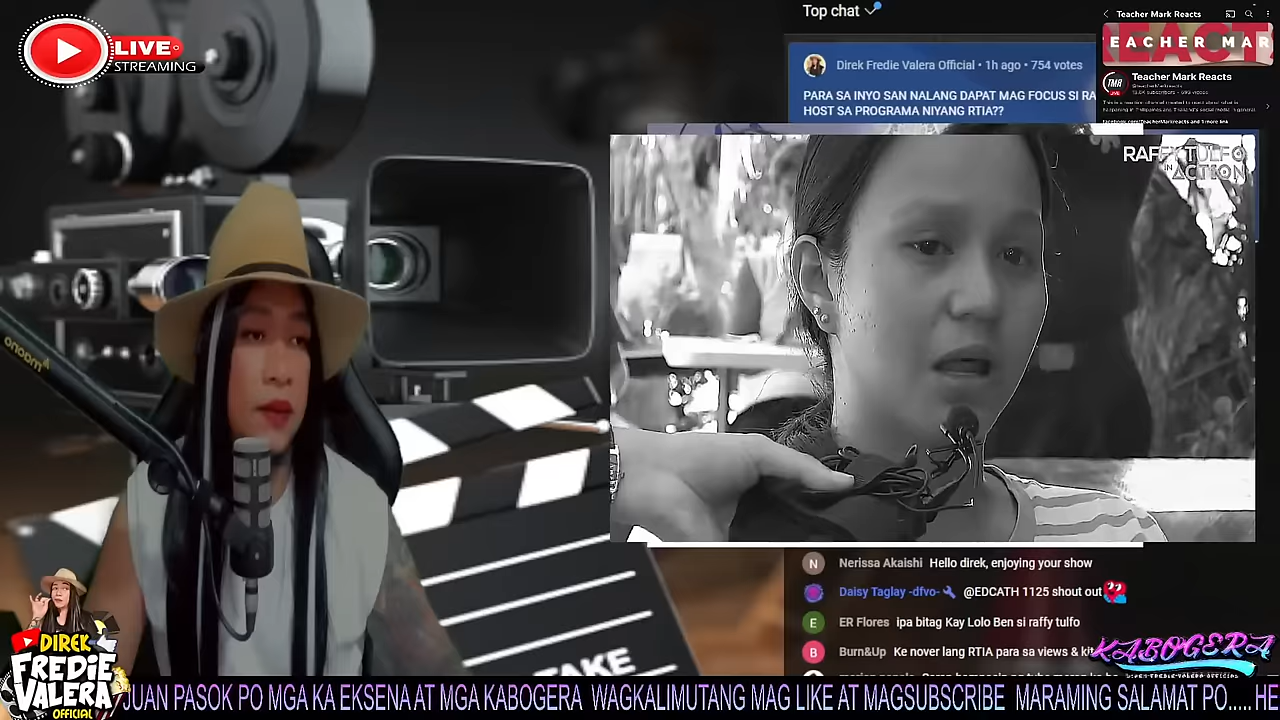 LIVE
STREAMING
Top chat
Direk Fredie Valera Official • 1h ago • 754 votes
PARA SA INYO SAN NALANG DAPAT MAG FOCUS SI RA
HOST SA PROGRAMA NIYANG RTIA??
Teacher Mark Reacts
EACHER MAR
REACT
TMR
Teacher Mark Reacts
RAFFY TULFO
IN ACTION
maono
TAKE
N Nerissa Akaishi Hello direk, enjoying your show
Daisy Taglay -dfvo- @EDCATH 1125 shout out
E ER Flores ipa bitag Kay Lolo Ben si raffy tulfo
B Burn&Up Ke nover lang RTIA para sa views &
KABOGERA
DIREK
FREDIE
VALERA
OFFICIAL
JUAN PASOK PO MGA KA EKSENA AT MGA KABOGERA WAGKALIMUTANG MAG LIKE AT MAGSUBSCRIBE MARAMING SALAMAT PO.....HE